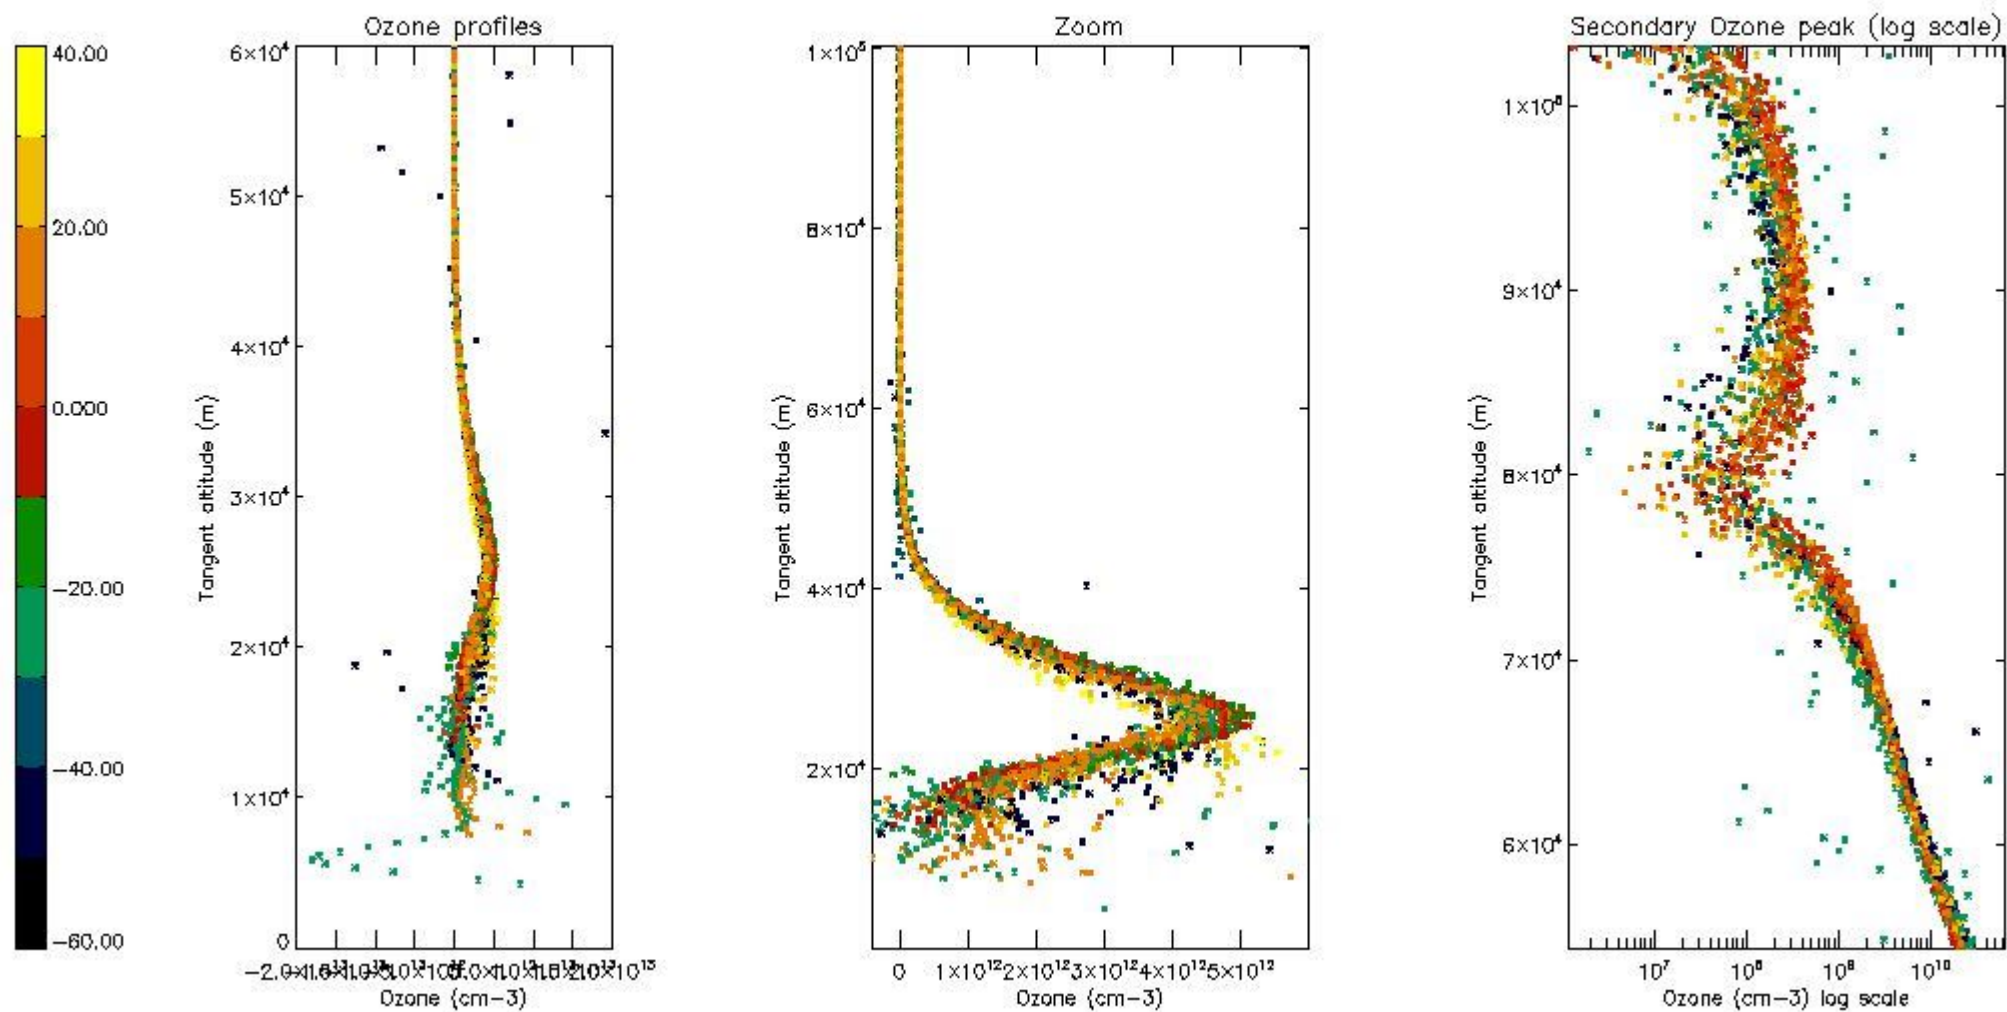 Ozone profiles
Zoom
Secondary Ozone peak (log scale)
40.00
20.00
0.000
−20.00
−40.00
−60.00
6×10⁴
5×10⁴
4×10⁴
3×10⁴
2×10⁴
1×10⁴
0
Tangent altitude (m)
Ozone (cm−3)
1×10⁵
8×10⁴
6×10⁴
4×10⁴
2×10⁴
Tangent altitude (m)
0 1×10¹² 2×10¹² 3×10¹² 4×10¹² 5×10¹²
Ozone (cm−3)
9×10⁴
8×10⁴
7×10⁴
6×10⁴
Tangent altitude (m)
10⁷ 10⁸ 10⁹ 10¹⁰
Ozone (cm−3) log scale